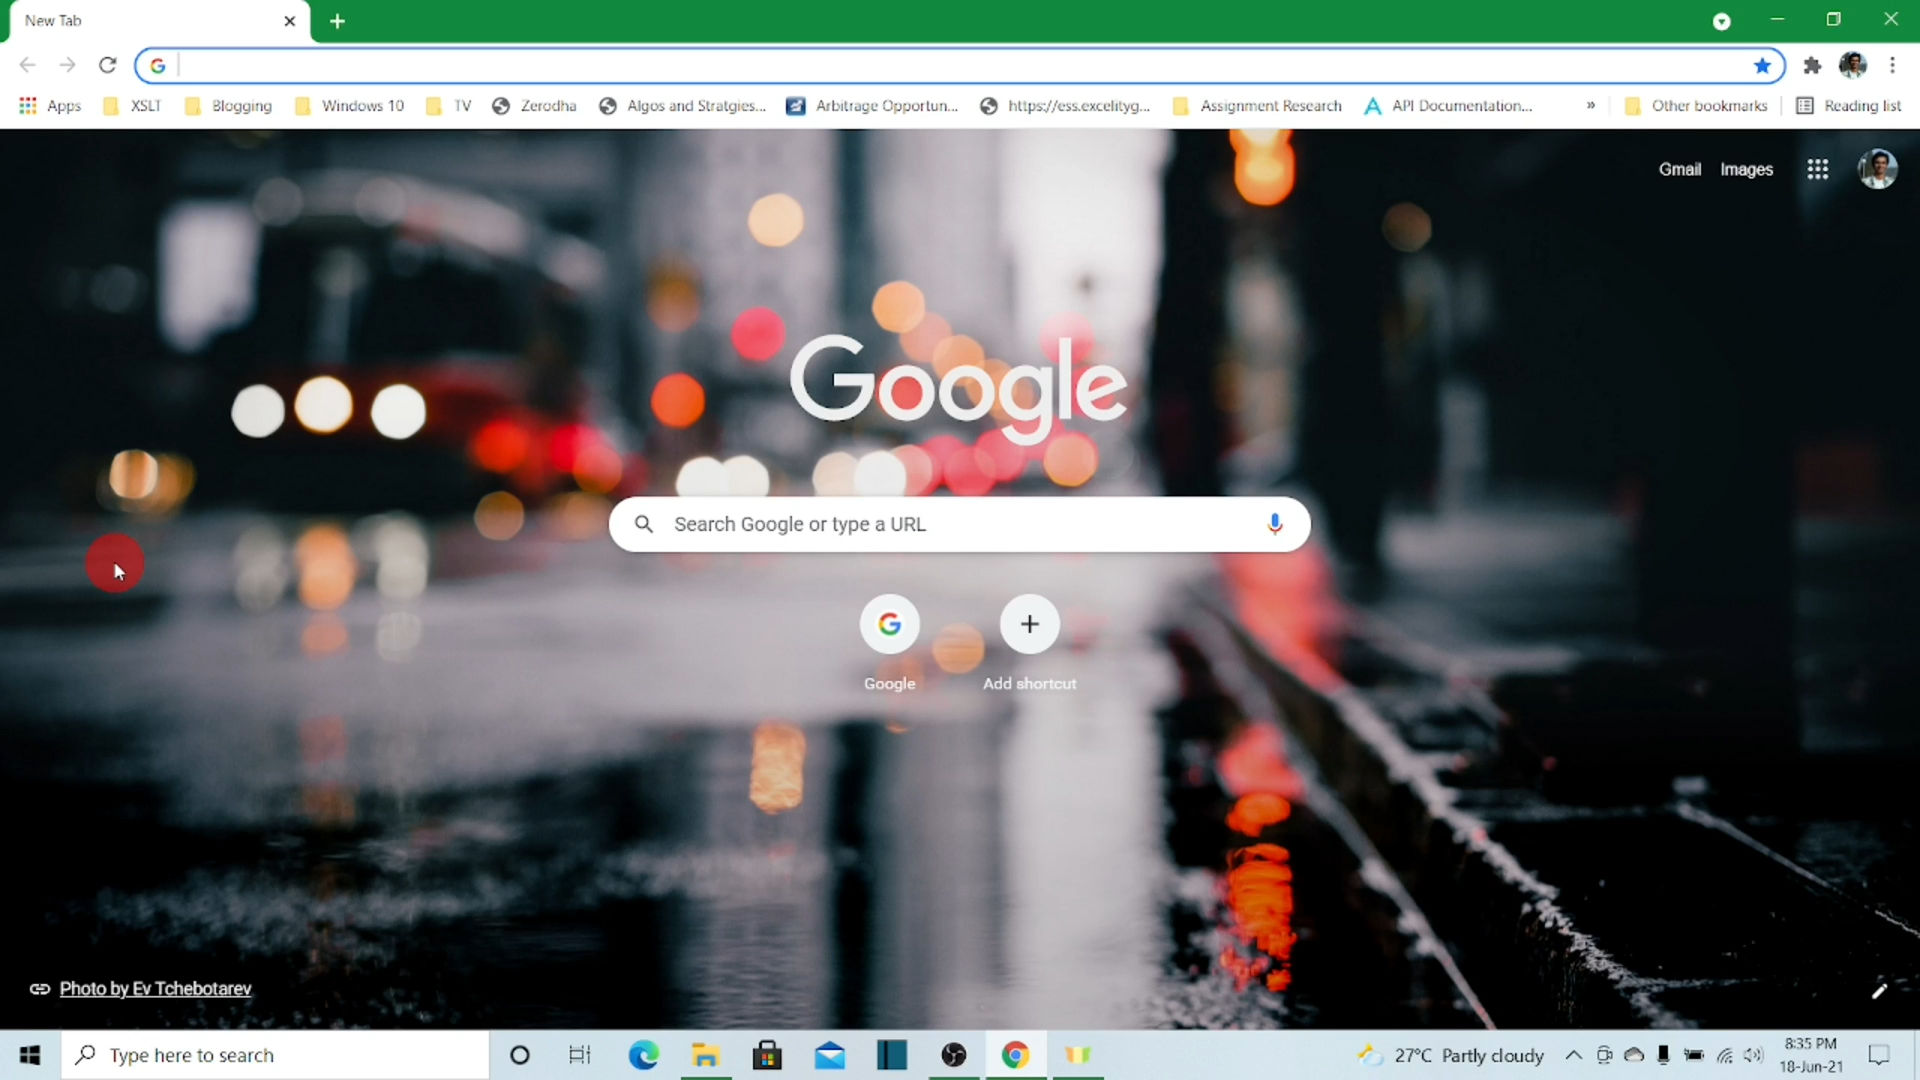 New Tab
Apps XSLT Blogging Windows 10 TV Zerodha Algos and Stratgies... Arbitrage Opportun... https://ess.excelityg... Assignment Research API Documentation... » Other bookmarks Reading list
Gmail Images
Google
Search Google or type a URL
Google Add shortcut
Photo by Ev Tchebotarev
Type here to search
27°C Partly cloudy
8:35 PM
18-Jun-21